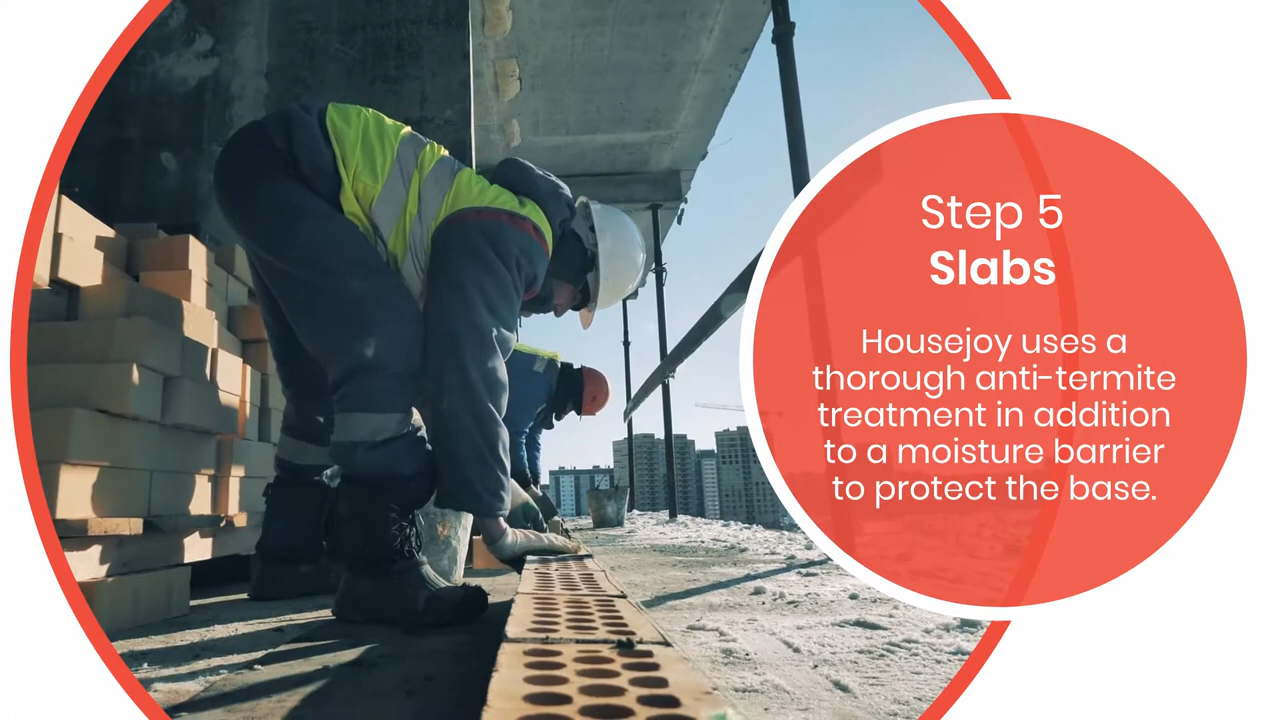 Step 5
Slabs
Housejoy uses a
thorough anti-termite
treatment in addition
to a moisture barrier
to protect the base.